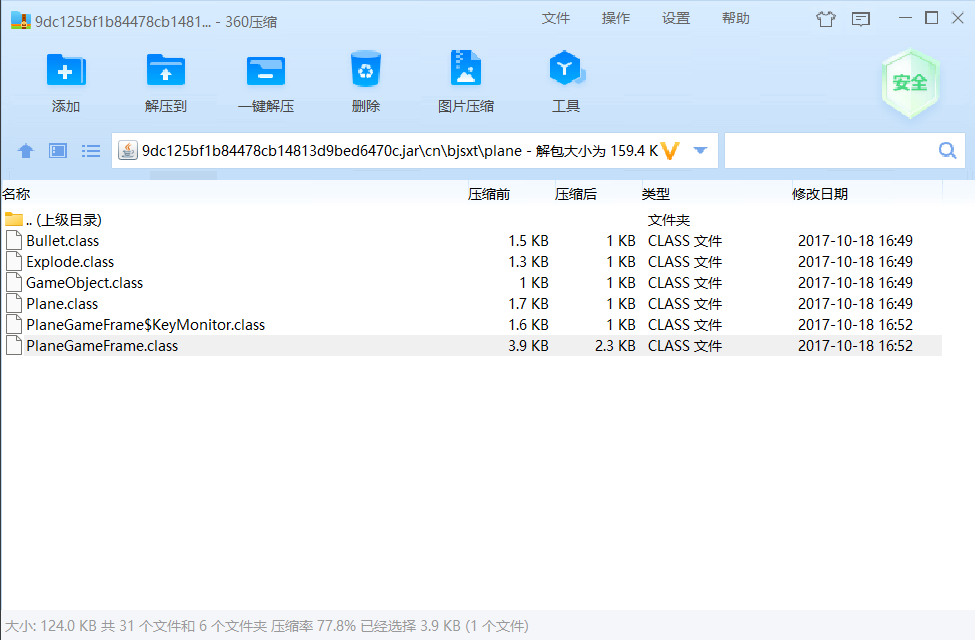 9dc125bf1b84478cb1481... - 360压缩 文件 操作 设置 帮助
添加 解压到 一键解压 删除 图片压缩 工具 安全
9dc125bf1b84478cb14813d9bed6470c.jar\cn\bjsxt\plane - 解包大小为 159.4 K
名称 压缩前 压缩后 类型 修改日期
.. (上级目录) 文件夹
Bullet.class 1.5 KB 1 KB CLASS 文件 2017-10-18 16:49
Explode.class 1.3 KB 1 KB CLASS 文件 2017-10-18 16:49
GameObject.class 1 KB 1 KB CLASS 文件 2017-10-18 16:49
Plane.class 1.7 KB 1 KB CLASS 文件 2017-10-18 16:49
PlaneGameFrame$KeyMonitor.class 1.6 KB 1 KB CLASS 文件 2017-10-18 16:52
PlaneGameFrame.class 3.9 KB 2.3 KB CLASS 文件 2017-10-18 16:52
大小: 124.0 KB 共 31 个文件和 6 个文件夹 压缩率 77.8% 已经选择 3.9 KB (1 个文件)